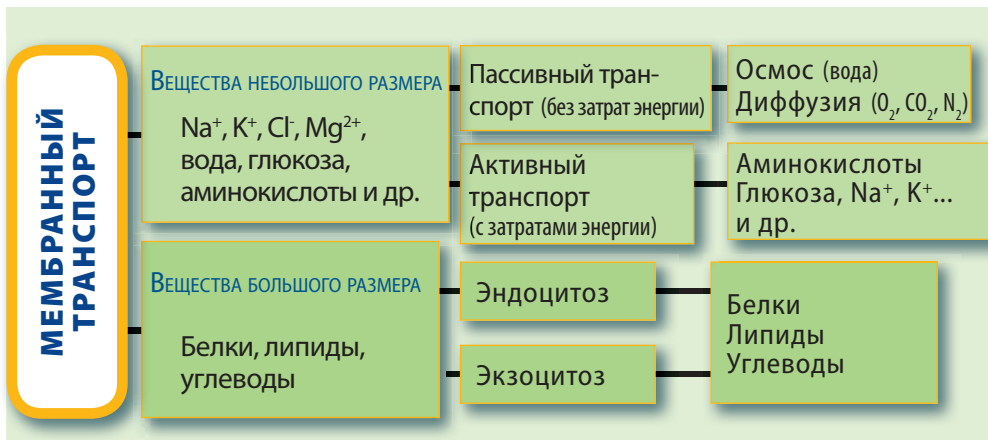 МЕМБРАННЫЙ
ТРАНСПОРТ
Вещества небольшого размера
Na⁺, K⁺, Cl⁻, Mg²⁺,
вода, глюкоза,
аминокислоты и др.
Пассивный тран-
спорт (без затрат энергии)
Осмос (вода)
Диффузия (O₂, CO₂, N₂)
Активный
транспорт
(с затратами энергии)
Аминокислоты
Глюкоза, Na⁺, K⁺...
и др.
Вещества большого размера
Белки, липиды,
углеводы
Эндоцитоз
Экзоцитоз
Белки
Липиды
Углеводы